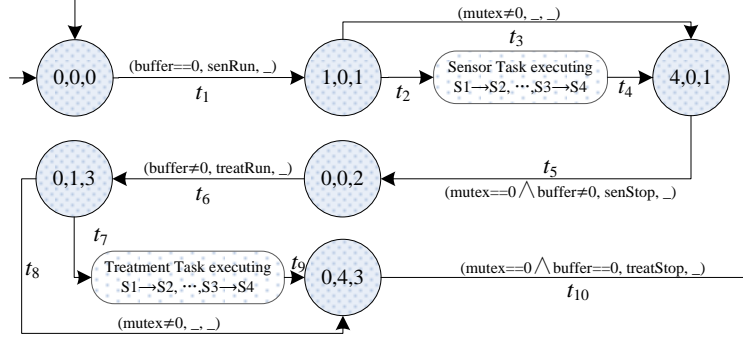 (mutex≠0, _, _)
t3
0,0,0
(buffer==0, senRun, _)
t1
1,0,1
t2
Sensor Task executing
S1→S2, ⋯,S3→S4
t4
4,0,1
t5
(mutex==0⋀buffer≠0, senStop, _)
0,0,2
(buffer≠0, treatRun, _)
t6
0,1,3
t7
t8
Treatment Task executing
S1→S2, ⋯,S3→S4
t9
0,4,3
(mutex==0⋀buffer==0, treatStop, _)
t10
(mutex≠0, _, _)